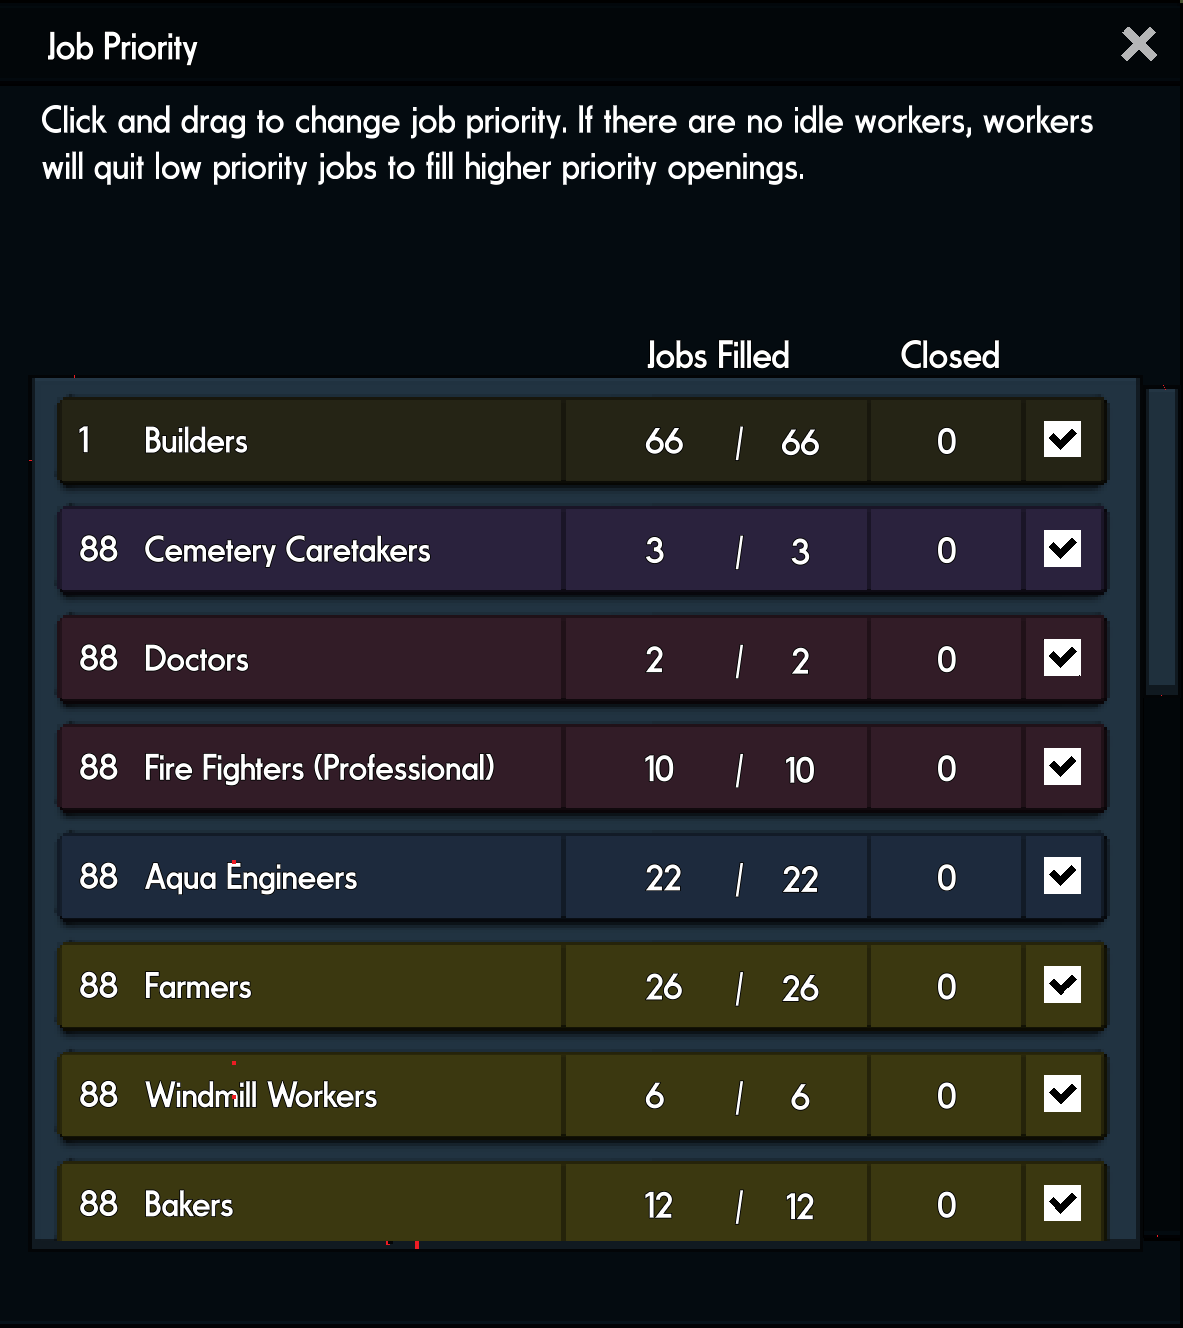 Job Priority
Click and drag to change job priority. If there are no idle workers, workers
will quit low priority jobs to fill higher priority openings.
Jobs Filled Closed
1 Builders 66 / 66 0
88 Cemetery Caretakers 3 / 3 0
88 Doctors 2 / 2 0
88 Fire Fighters (Professional) 10 / 10 0
88 Aqua Engineers 22 / 22 0
88 Farmers 26 / 26 0
88 Windmill Workers 6 / 6 0
88 Bakers 12 / 12 0